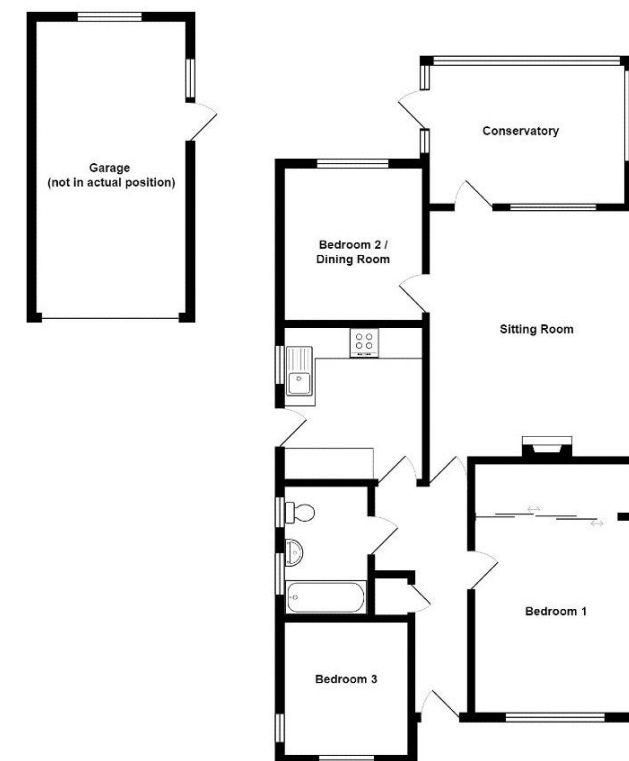 Garage
(not in actual position)
Conservatory
Bedroom 2 /
Dining Room
Sitting Room
Bedroom 1
Bedroom 3